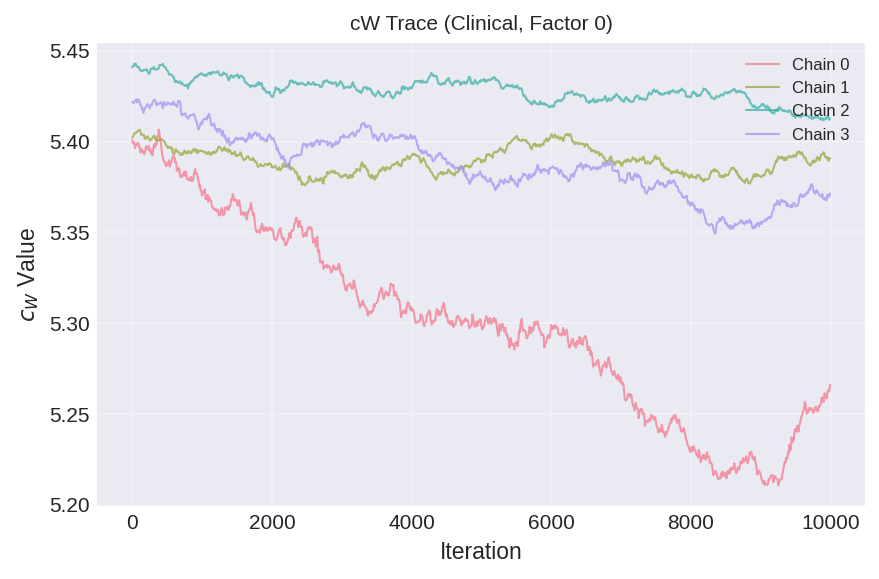 cW Trace (Clinical, Factor 0)
5.45
5.40
5.35
5.30
5.25
5.20
c_W Value
Chain 0
Chain 1
Chain 2
Chain 3
0 2000 4000 6000 8000 10000
Iteration